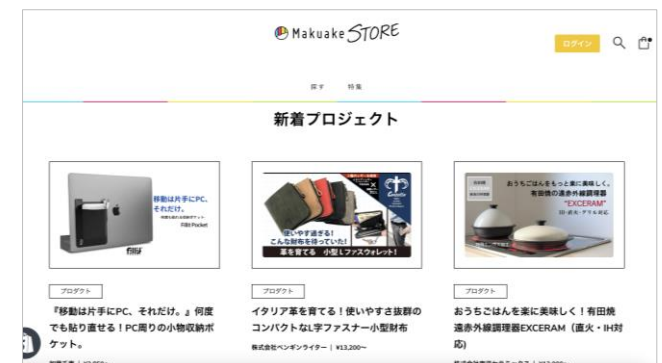 Makuake STORE
ログイン
探す 特集
新着プロジェクト
移動は片手にPC、
それだけ。
Filly Pocket
filly
使いやす過ぎる!
こんな財布を待っていた!
革を育てる 小型Lファスウォレット!
おうちごはんをもっと楽に美味しく。
有田焼の遠赤外線調理器
"EXCERAM"
IH・直火・グリル対応
プロダクト
『移動は片手にPC、それだけ。』何度
でも貼り直せる!PC周りの小物収納ポ
ケット。
プロダクト
イタリア革を育てる!使いやすさ抜群の
コンパクトなL字ファスナー小型財布
株式会社ペンギンライター | ¥13,200〜
プロダクト
おうちごはんを楽に美味しく!有田焼
遠赤外線調理器EXCERAM(直火・IH対
応)